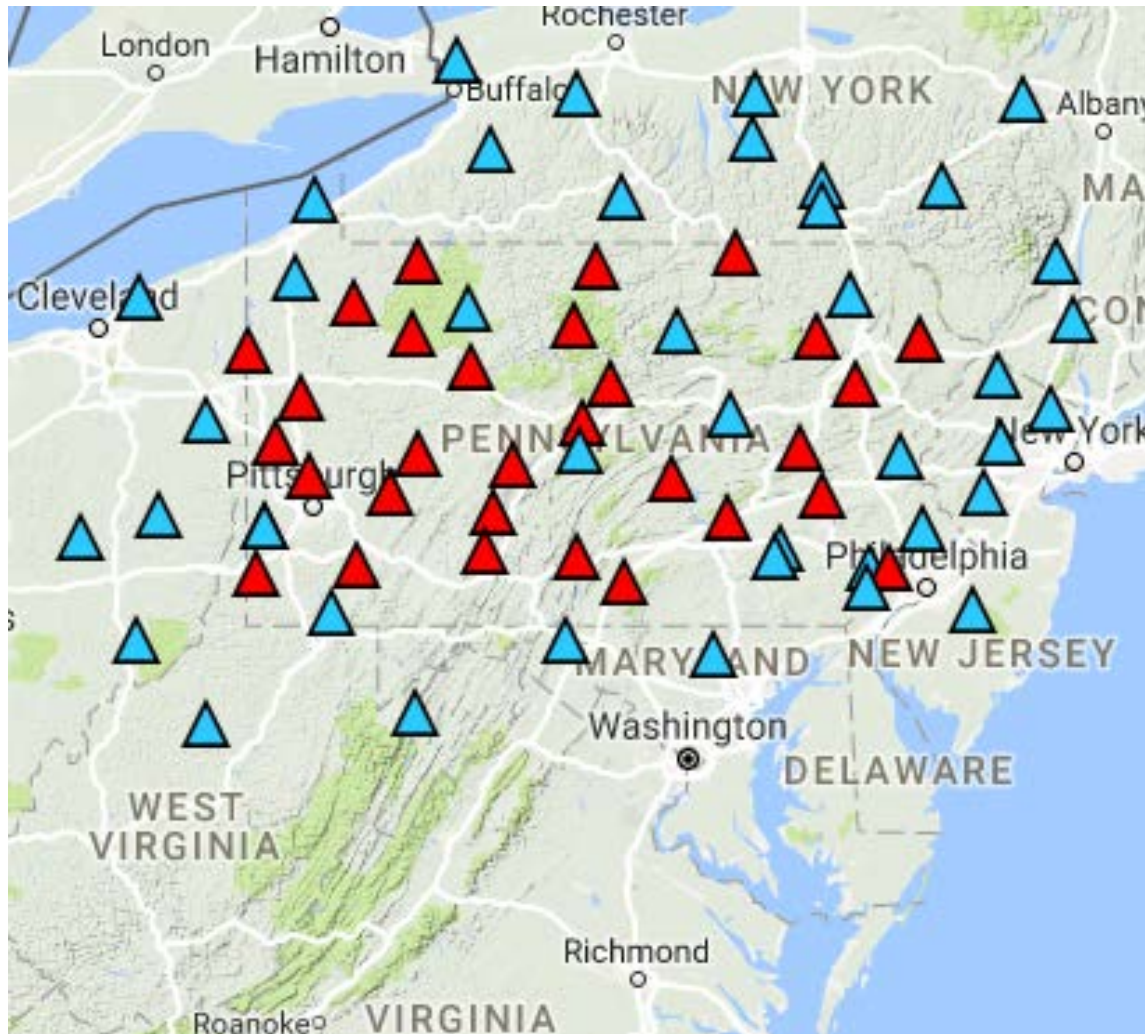 Rochester
London
Hamilton
Buffalo
NEW YORK
Albany
MA
Cleveland
CON
PENNSYLVANIA
New York
Pittsburgh
Philadelphia
s
MARYLAND
NEW JERSEY
Washington
DELAWARE
WEST
VIRGINIA
Richmond
Roanoke
VIRGINIA